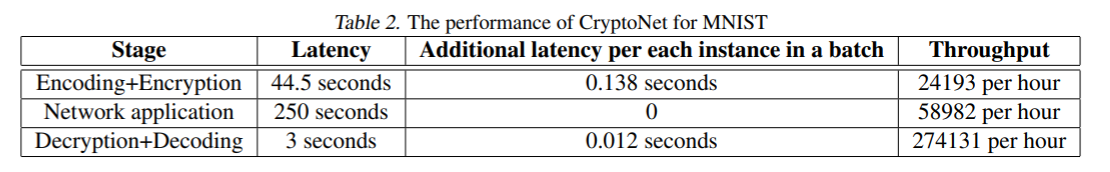 Table 2. The performance of CryptoNet for MNIST
Stage Latency Additional latency per each instance in a batch Throughput
Encoding+Encryption 44.5 seconds 0.138 seconds 24193 per hour
Network application 250 seconds 0 58982 per hour
Decryption+Decoding 3 seconds 0.012 seconds 274131 per hour